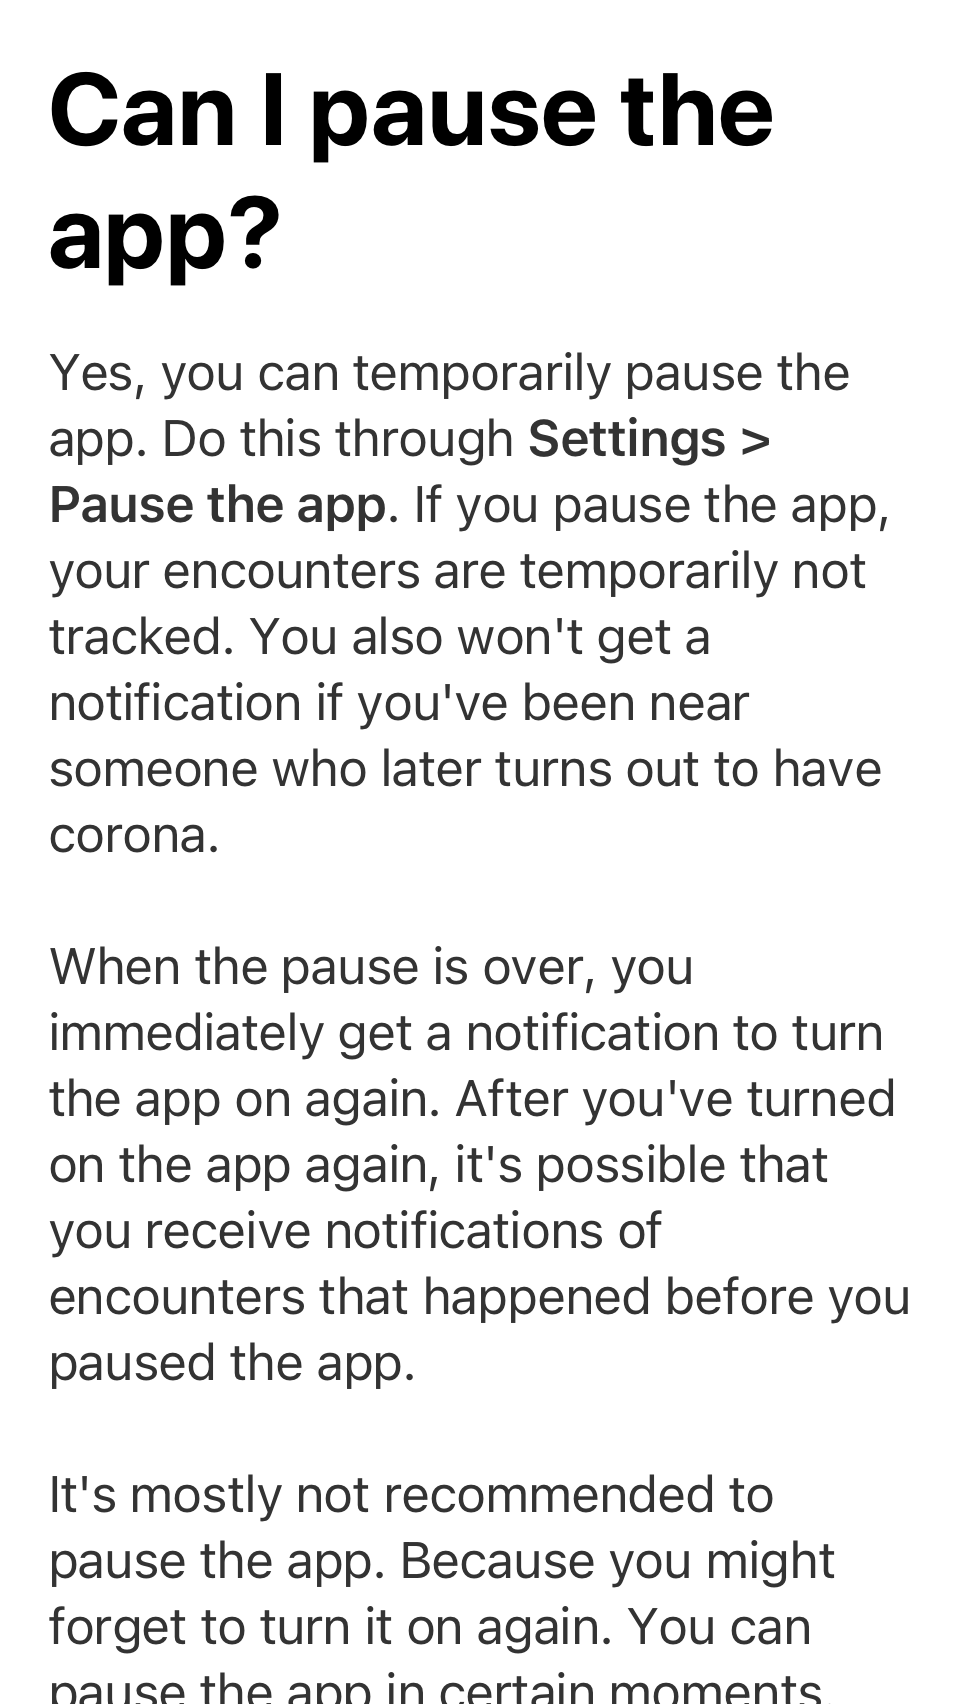 Can I pause the
app?
Yes, you can temporarily pause the
app. Do this through Settings >
Pause the app. If you pause the app,
your encounters are temporarily not
tracked. You also won't get a
notification if you've been near
someone who later turns out to have
corona.
When the pause is over, you
immediately get a notification to turn
the app on again. After you've turned
on the app again, it's possible that
you receive notifications of
encounters that happened before you
paused the app.
It's mostly not recommended to
pause the app. Because you might
forget to turn it on again. You can
pause the app in certain moments.